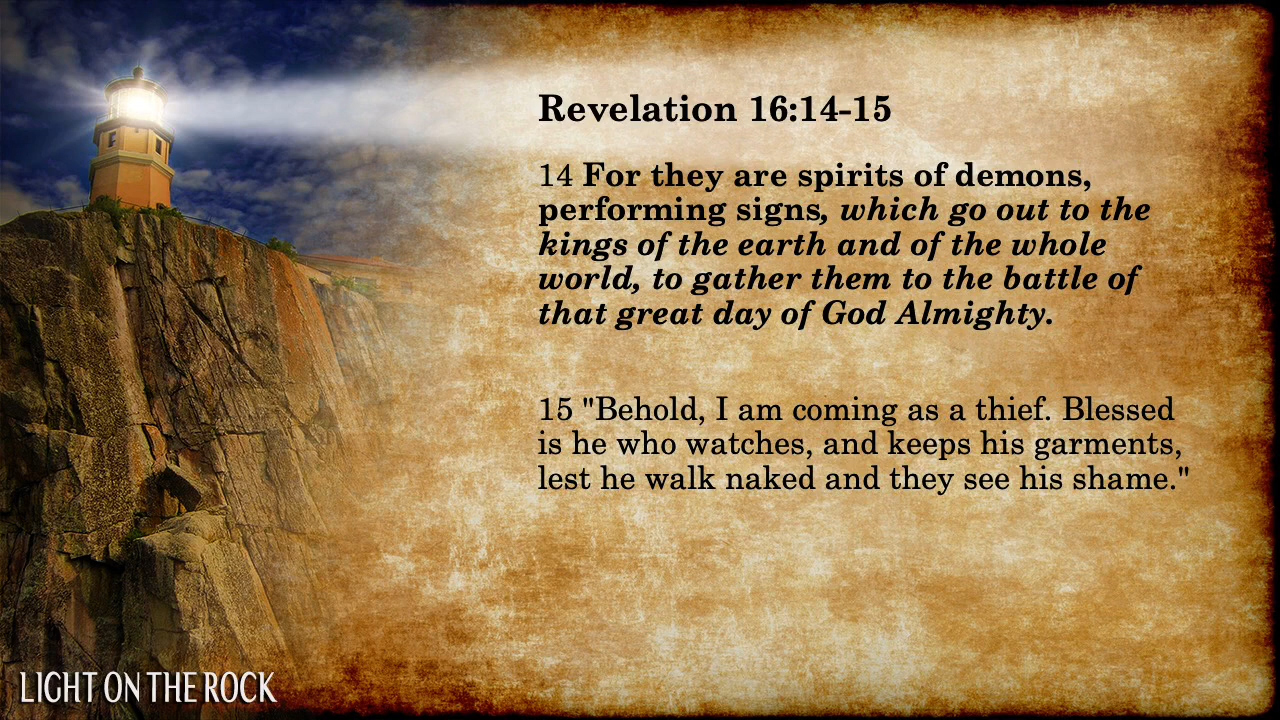 Revelation 16:14-15
14 For they are spirits of demons,
performing signs, which go out to the
kings of the earth and of the whole
world, to gather them to the battle of
that great day of God Almighty.
15 "Behold, I am coming as a thief. Blessed
is he who watches, and keeps his garments,
lest he walk naked and they see his shame."
LIGHT ON THE ROCK